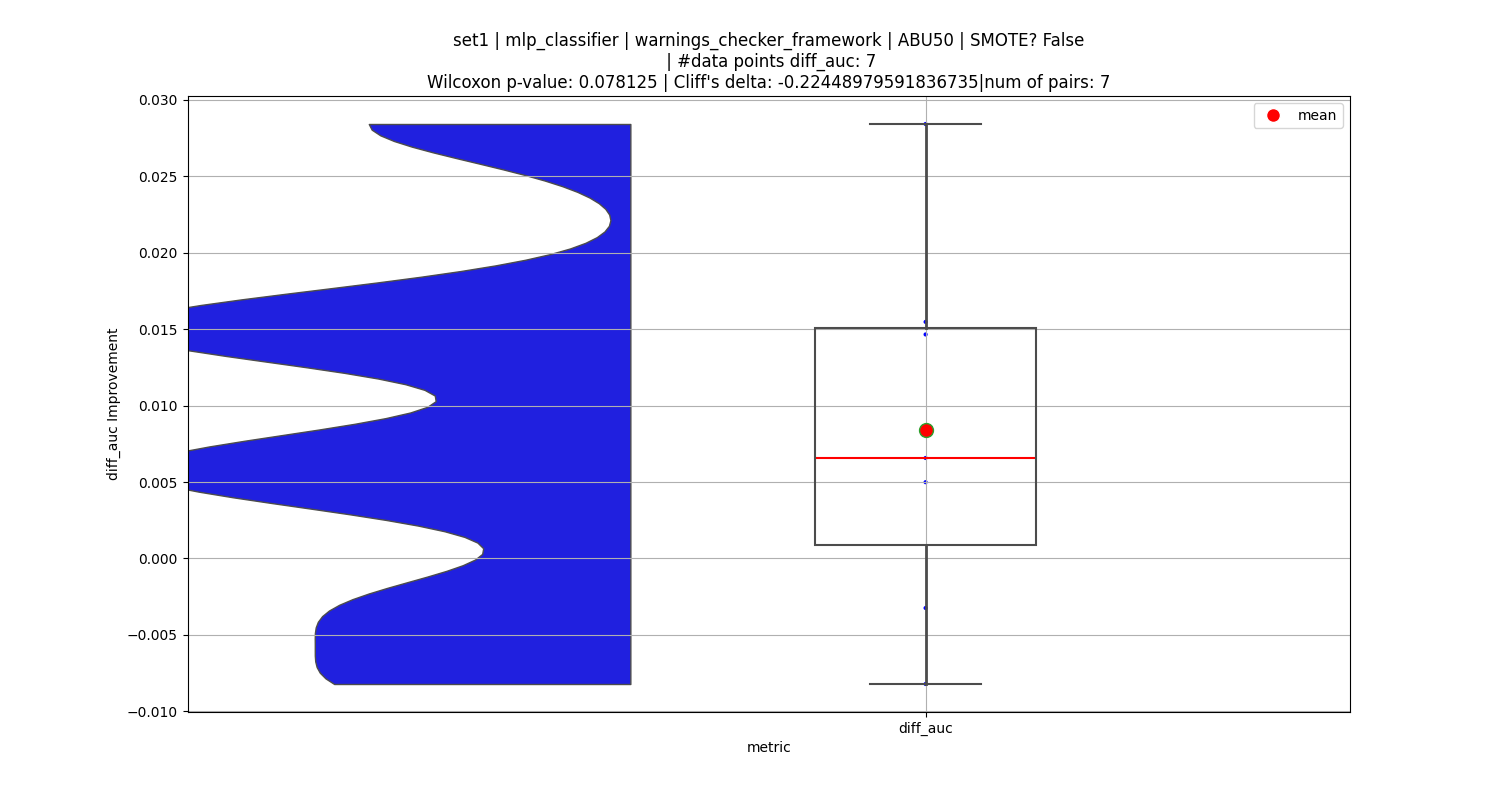 set1 | mlp_classifier | warnings_checker_framework | ABU50 | SMOTE? False
| #data points diff_auc: 7
Wilcoxon p-value: 0.078125 | Cliff's delta: -0.22448979591836735|num of pairs: 7
mean
0.030
0.025
0.020
0.015
0.010
0.005
0.000
−0.005
−0.010
diff_auc Improvement
diff_auc
metric